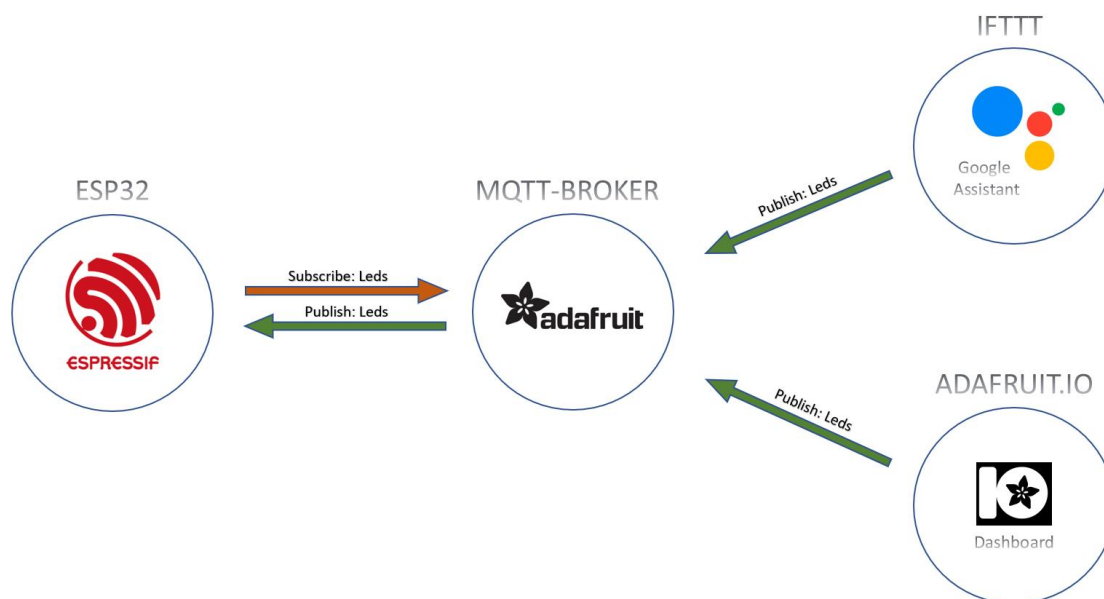 IFTTT
Google
Assistant
Publish: Leds
ESP32
MQTT-BROKER
ESPRESSIF
Subscribe: Leds
Publish: Leds
adafruit
ADAFRUIT.IO
Publish: Leds
IO
Dashboard